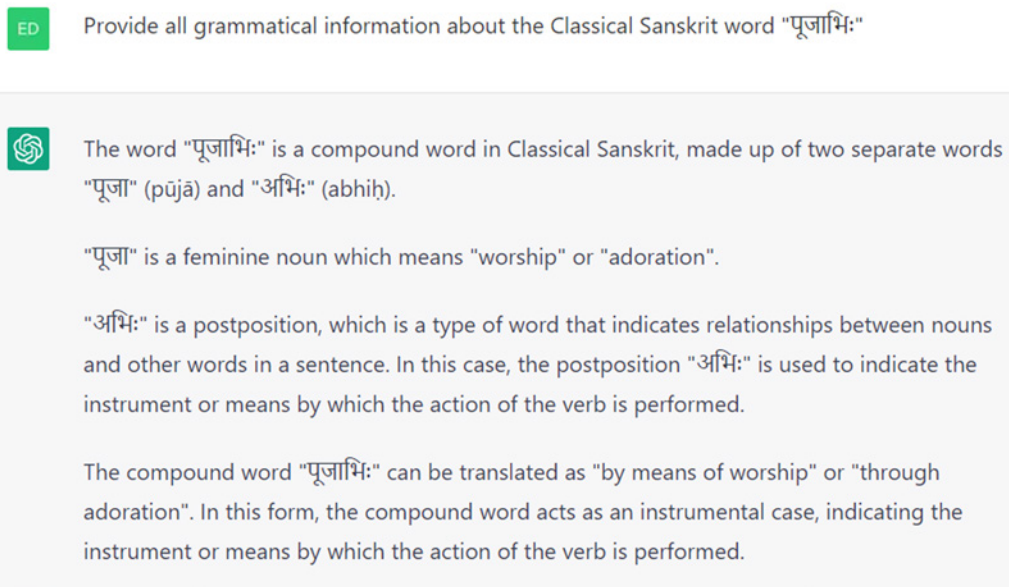 ED
Provide all grammatical information about the Classical Sanskrit word "पूजाभिः"
The word "पूजाभिः" is a compound word in Classical Sanskrit, made up of two separate words
"पूजा" (pūjā) and "अभिः" (abhiḥ).
"पूजा" is a feminine noun which means "worship" or "adoration".
"अभिः" is a postposition, which is a type of word that indicates relationships between nouns
and other words in a sentence. In this case, the postposition "अभिः" is used to indicate the
instrument or means by which the action of the verb is performed.
The compound word "पूजाभिः" can be translated as "by means of worship" or "through
adoration". In this form, the compound word acts as an instrumental case, indicating the
instrument or means by which the action of the verb is performed.